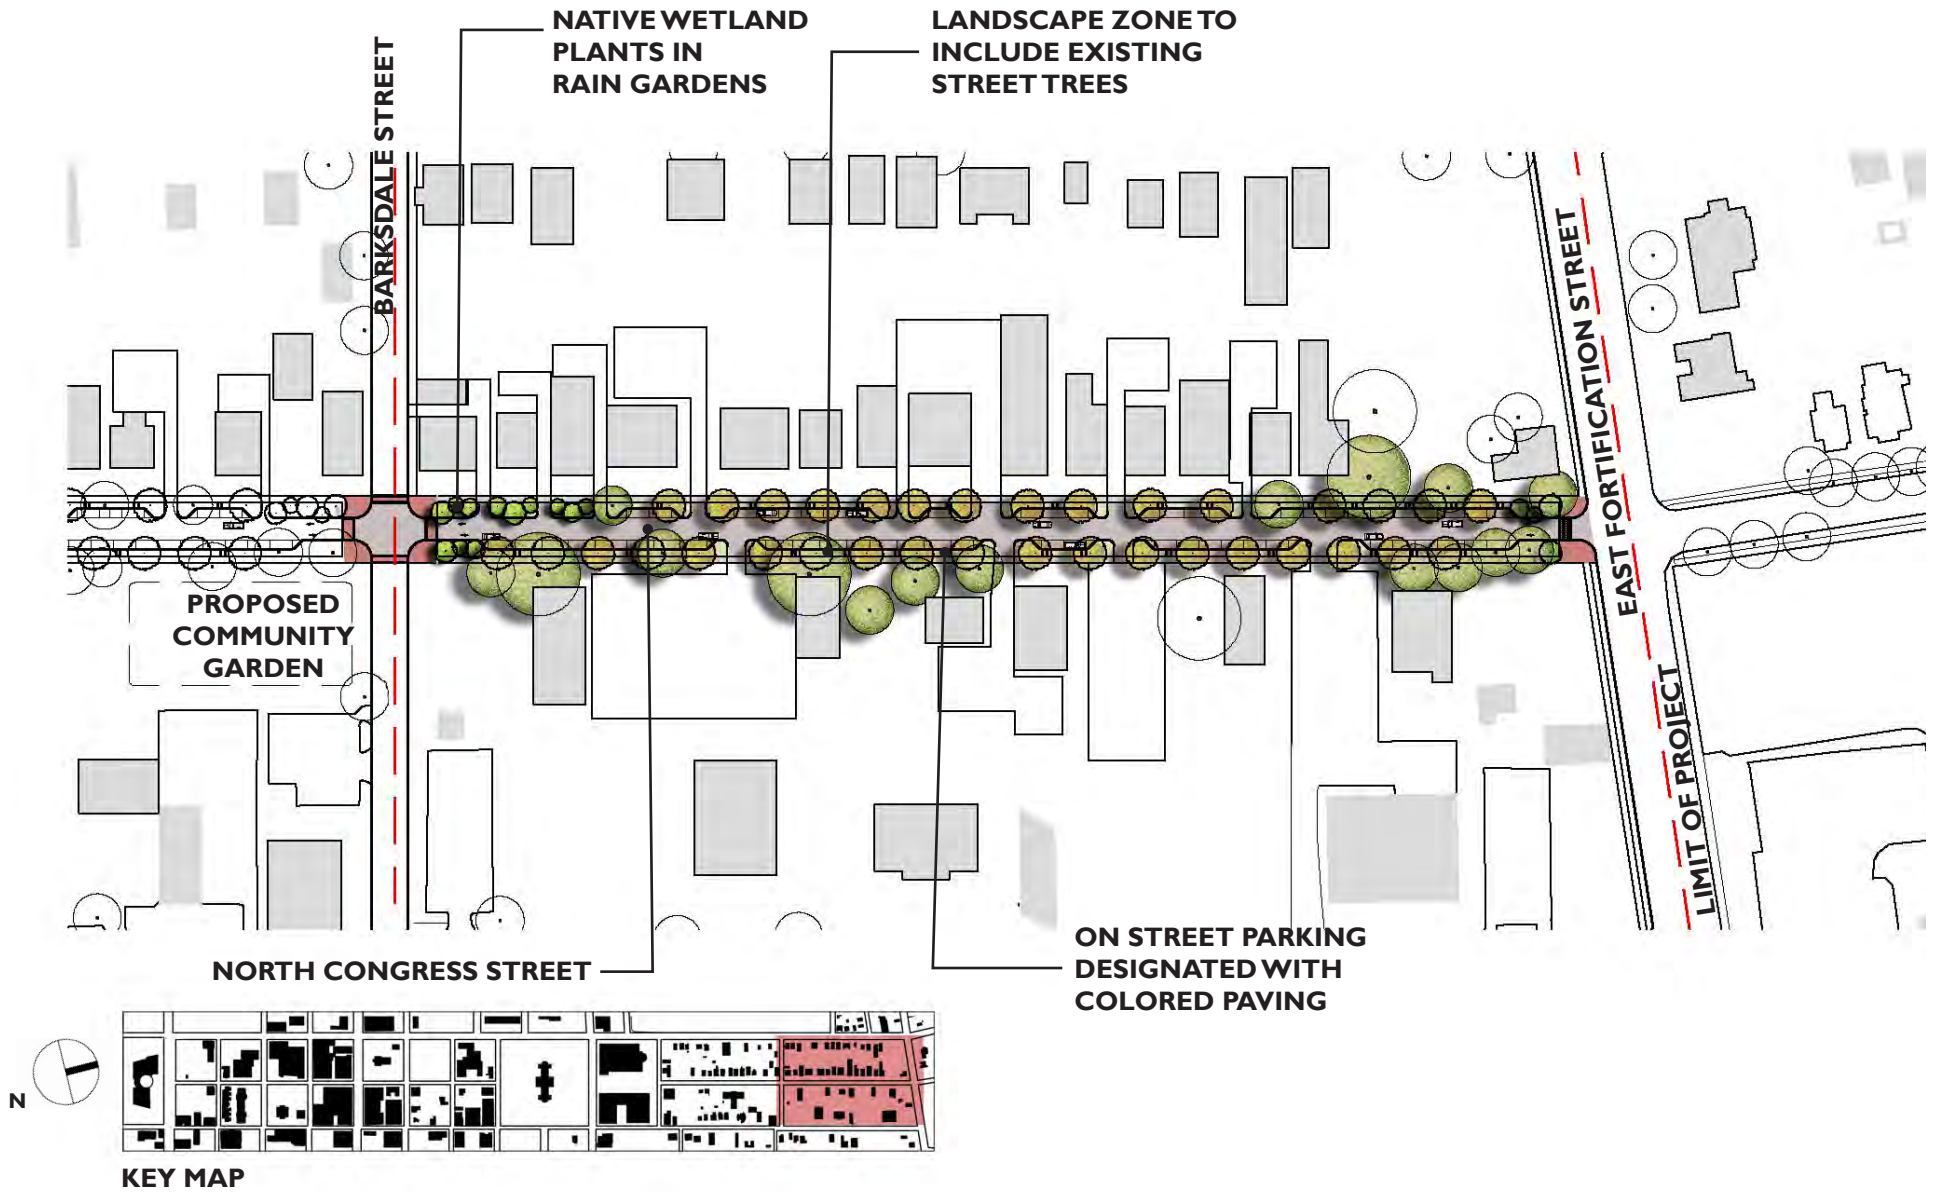 NATIVE WETLAND
PLANTS IN
RAIN GARDENS
LANDSCAPE ZONE TO
INCLUDE EXISTING
STREET TREES
BARKSDALE STREET
EAST FORTIFICATION STREET
LIMIT OF PROJECT
PROPOSED
COMMUNITY
GARDEN
NORTH CONGRESS STREET
ON STREET PARKING
DESIGNATED WITH
COLORED PAVING
N
KEY MAP